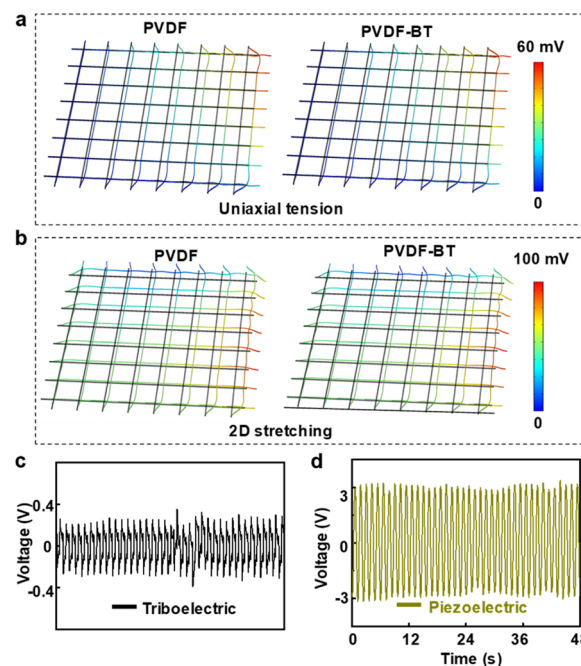 a
PVDF
PVDF-BT
60 mV
0
Uniaxial tension
b
PVDF
PVDF-BT
100 mV
0
2D stretching
c
Voltage (V)
0.4
0
-0.4
Triboelectric
d
Voltage (V)
3
0
-3
Piezoelectric
0 12 24 36 48
Time (s)